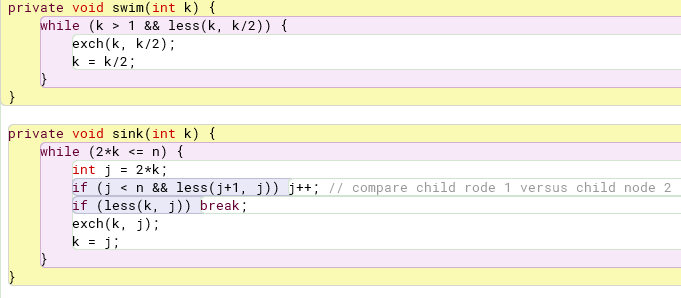 private void swim(int k) {
    while (k > 1 && less(k, k/2)) {
        exch(k, k/2);
        k = k/2;
    }
}

private void sink(int k) {
    while (2*k <= n) {
        int j = 2*k;
        if (j < n && less(j+1, j)) j++; // compare child rode 1 versus child node 2
        if (less(k, j)) break;
        exch(k, j);
        k = j;
    }
}